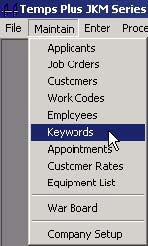 Temps Plus JKM Series
File Maintain Enter Proce
Applicants
Job Orders
Customers
Work Codes
Employees
Keywords
Appointments
Customer Rates
Equipment List
War Board
Company Setup